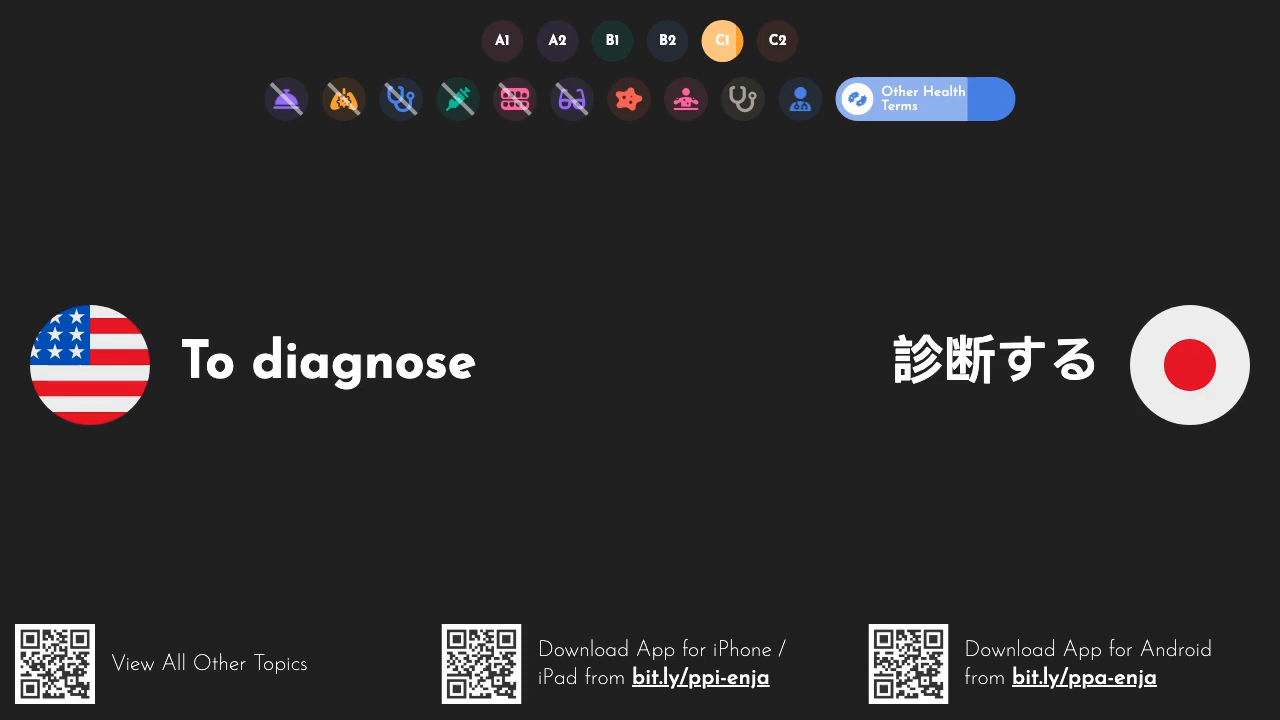 A1 A2 B1 B2 C1 C2
Other Health
Terms
To diagnose
診断する
View All Other Topics
Download App for iPhone /
iPad from bit.ly/ppi-enja
Download App for Android
from bit.ly/ppa-enja